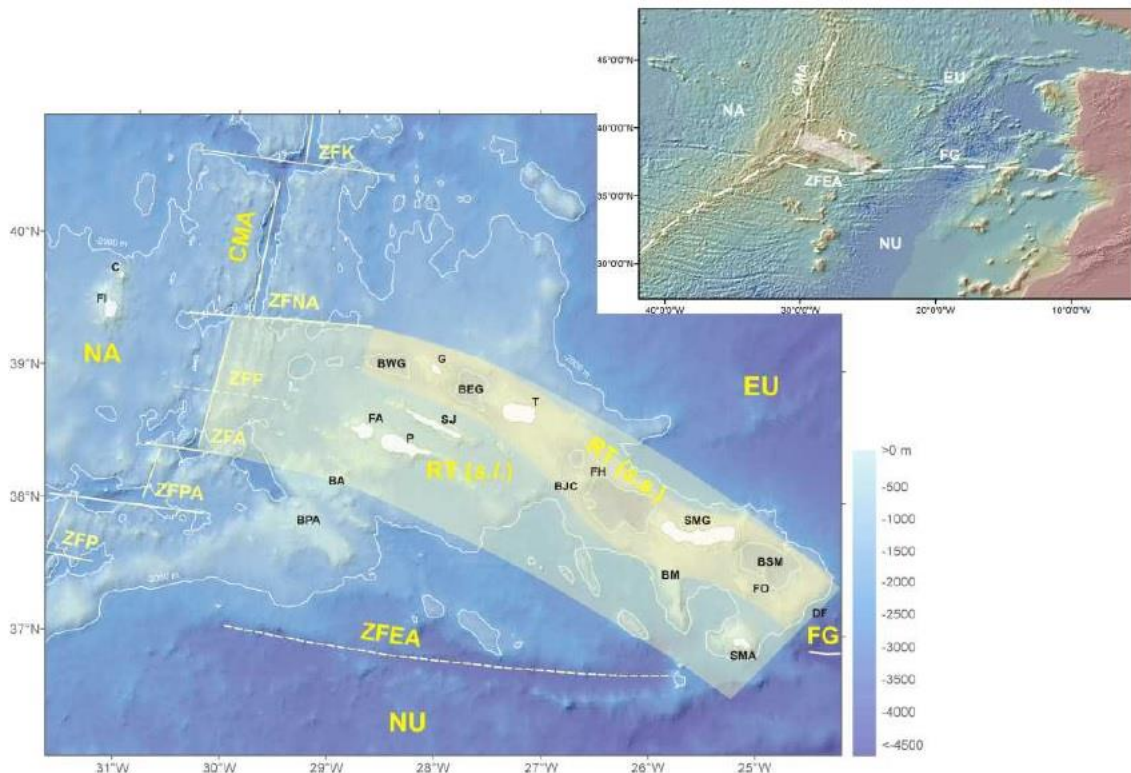 45°0'0"N
40°0'0"N
35°0'0"N
30°0'0"N
40°0'0"W
30°0'0"W
20°0'0"W
10°0'0"W
NA
CMA
EU
RT
FG
ZFEA
NU
40°N
39°N
38°N
37°N
31°W
30°W
29°W
28°W
27°W
26°W
25°W
ZFK
CMA
-2000 m
C
Fl
NA
ZFNA
BWG
G
BEG
-2000 m
EU
T
SJ
FA
P
ZFA
RT (s.l.)
RT (s.s.)
FH
BJC
BA
ZFPA
BPA
SMG
ZFP
BSM
BM
FO
DF
FG
SMA
ZFEA
NU
>0 m
-500
-1000
-1500
-2000
-2500
-3000
-3500
-4000
<-4500